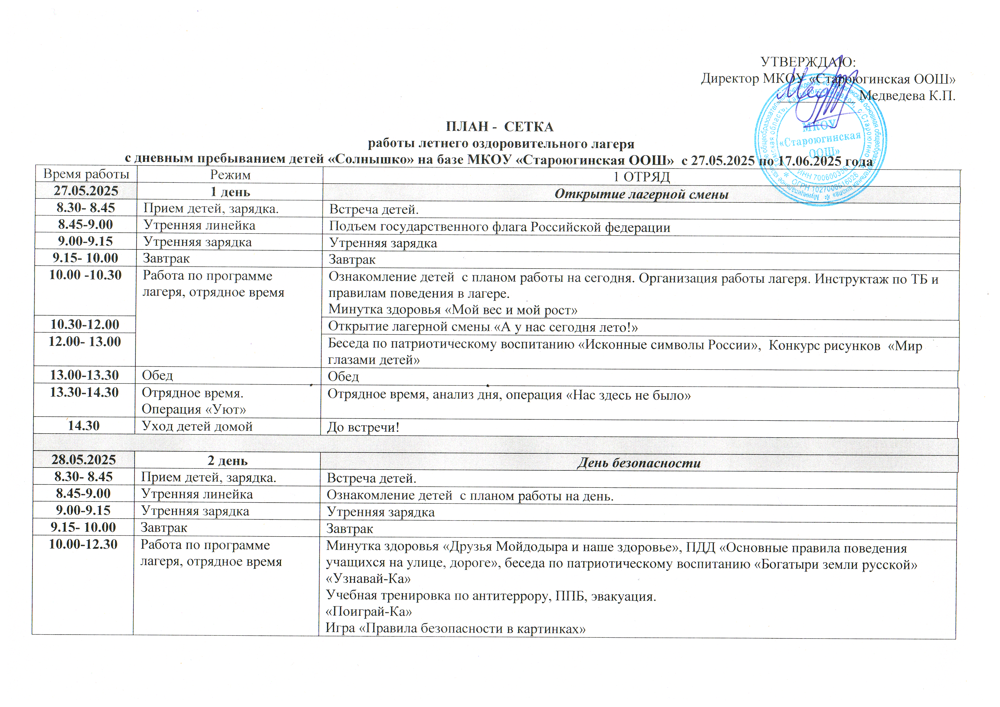 УТВЕРЖДАЮ:
Директор МКОУ «Староюгинская ООШ»
Медведева К.П.
МКОУ
«Староюгинская
ООШ»
ПЛАН - СЕТКА
работы летнего оздоровительного лагеря
с дневным пребыванием детей «Солнышко» на базе МКОУ «Староюгинская ООШ» с 27.05.2025 по 17.06.2025 года
Время работы Режим 1 ОТРЯД
27.05.2025 1 день Открытие лагерной смены
8.30- 8.45 Прием детей, зарядка. Встреча детей.
8.45-9.00 Утренняя линейка Подъем государственного флага Российской федерации
9.00-9.15 Утренняя зарядка Утренняя зарядка
9.15- 10.00 Завтрак Завтрак
10.00 -10.30 Работа по программе Ознакомление детей с планом работы на сегодня. Организация работы лагеря. Инструктаж по ТБ и
лагеря, отрядное время правилам поведения в лагере.
Минутка здоровья «Мой вес и мой рост»
10.30-12.00 Открытие лагерной смены «А у нас сегодня лето!»
12.00- 13.00 Беседа по патриотическому воспитанию «Исконные символы России», Конкурс рисунков «Мир
глазами детей»
13.00-13.30 Обед Обед
13.30-14.30 Отрядное время. Отрядное время, анализ дня, операция «Нас здесь не было»
Операция «Уют»
14.30 Уход детей домой До встречи!
28.05.2025 2 день День безопасности
8.30- 8.45 Прием детей, зарядка. Встреча детей.
8.45-9.00 Утренняя линейка Ознакомление детей с планом работы на день.
9.00-9.15 Утренняя зарядка Утренняя зарядка
9.15- 10.00 Завтрак Завтрак
10.00-12.30 Работа по программе Минутка здоровья «Друзья Мойдодыра и наше здоровье», ПДД «Основные правила поведения
лагеря, отрядное время учащихся на улице, дороге», беседа по патриотическому воспитанию «Богатыри земли русской»
«Узнавай-Ка»
Учебная тренировка по антитеррору, ППБ, эвакуация.
«Поиграй-Ка»
Игра «Правила безопасности в картинках»